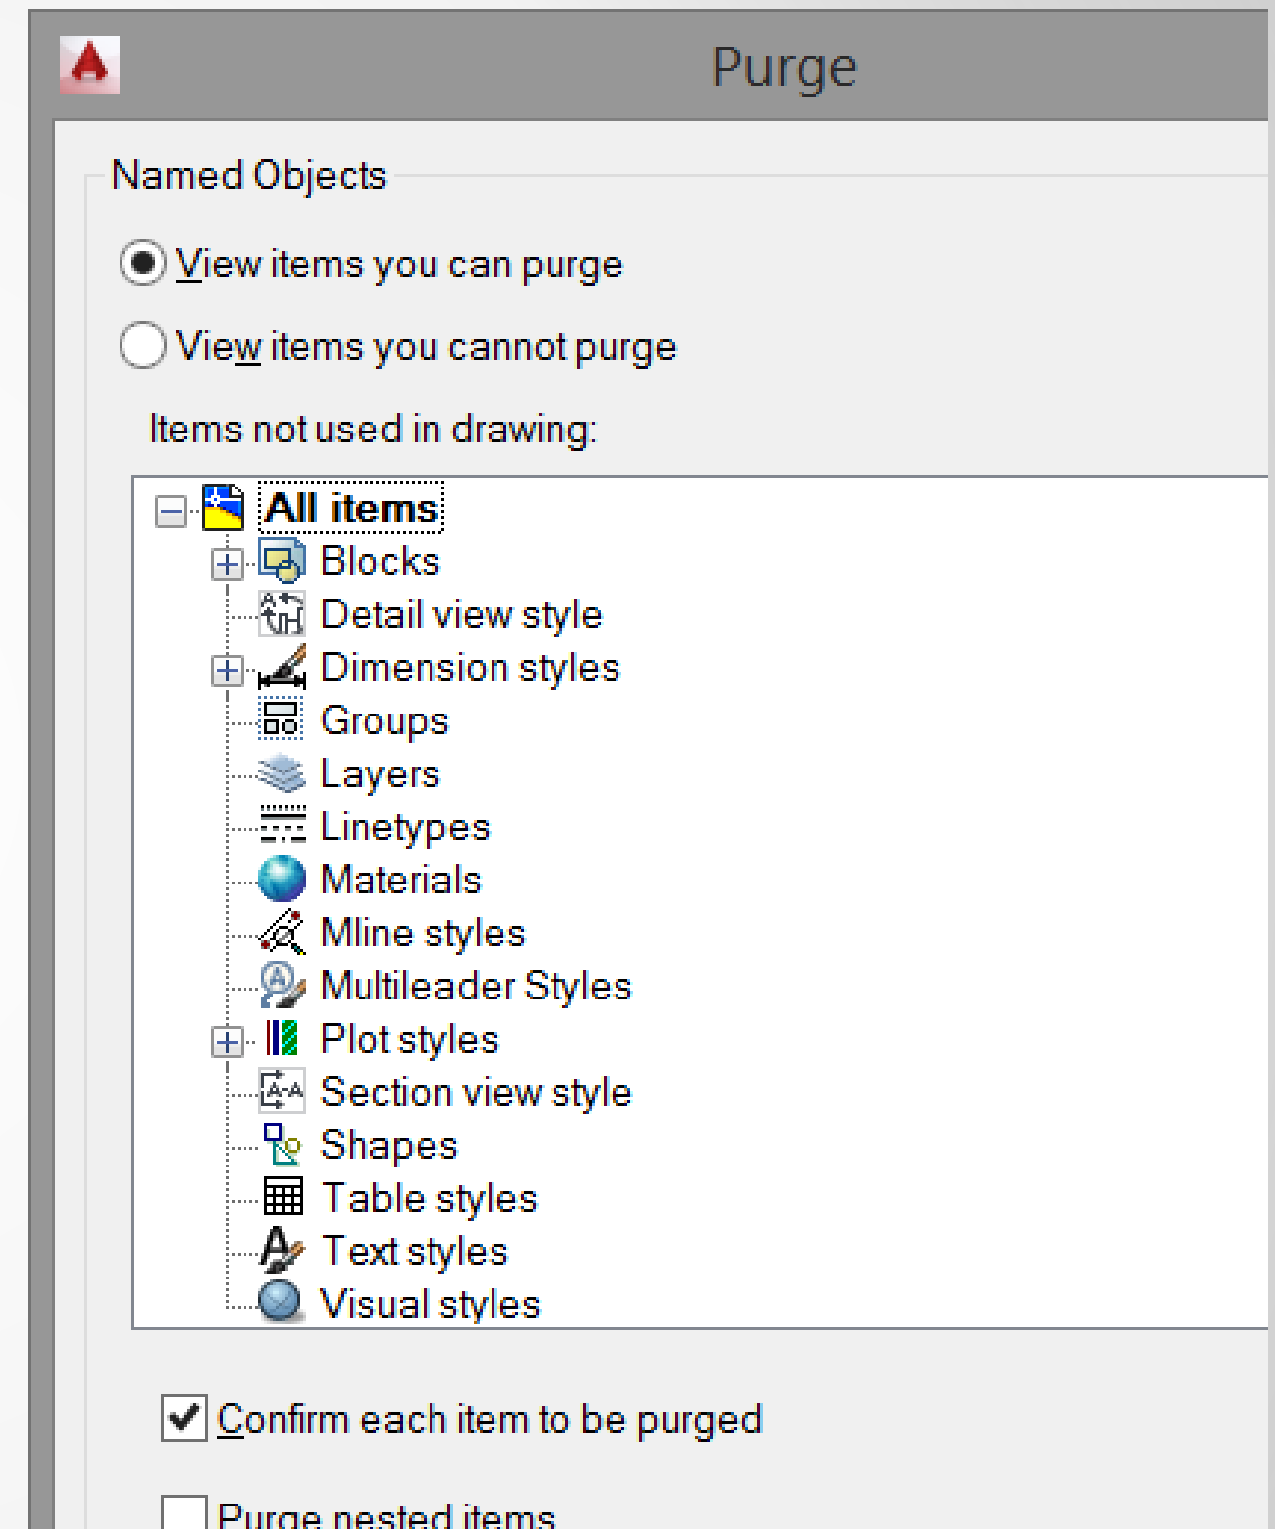 Purge
Named Objects
View items you can purge
View items you cannot purge
Items not used in drawing:
All items
Blocks
Detail view style
Dimension styles
Groups
Layers
Linetypes
Materials
Mline styles
Multileader Styles
Plot styles
Section view style
Shapes
Table styles
Text styles
Visual styles
Confirm each item to be purged
Purge nested items